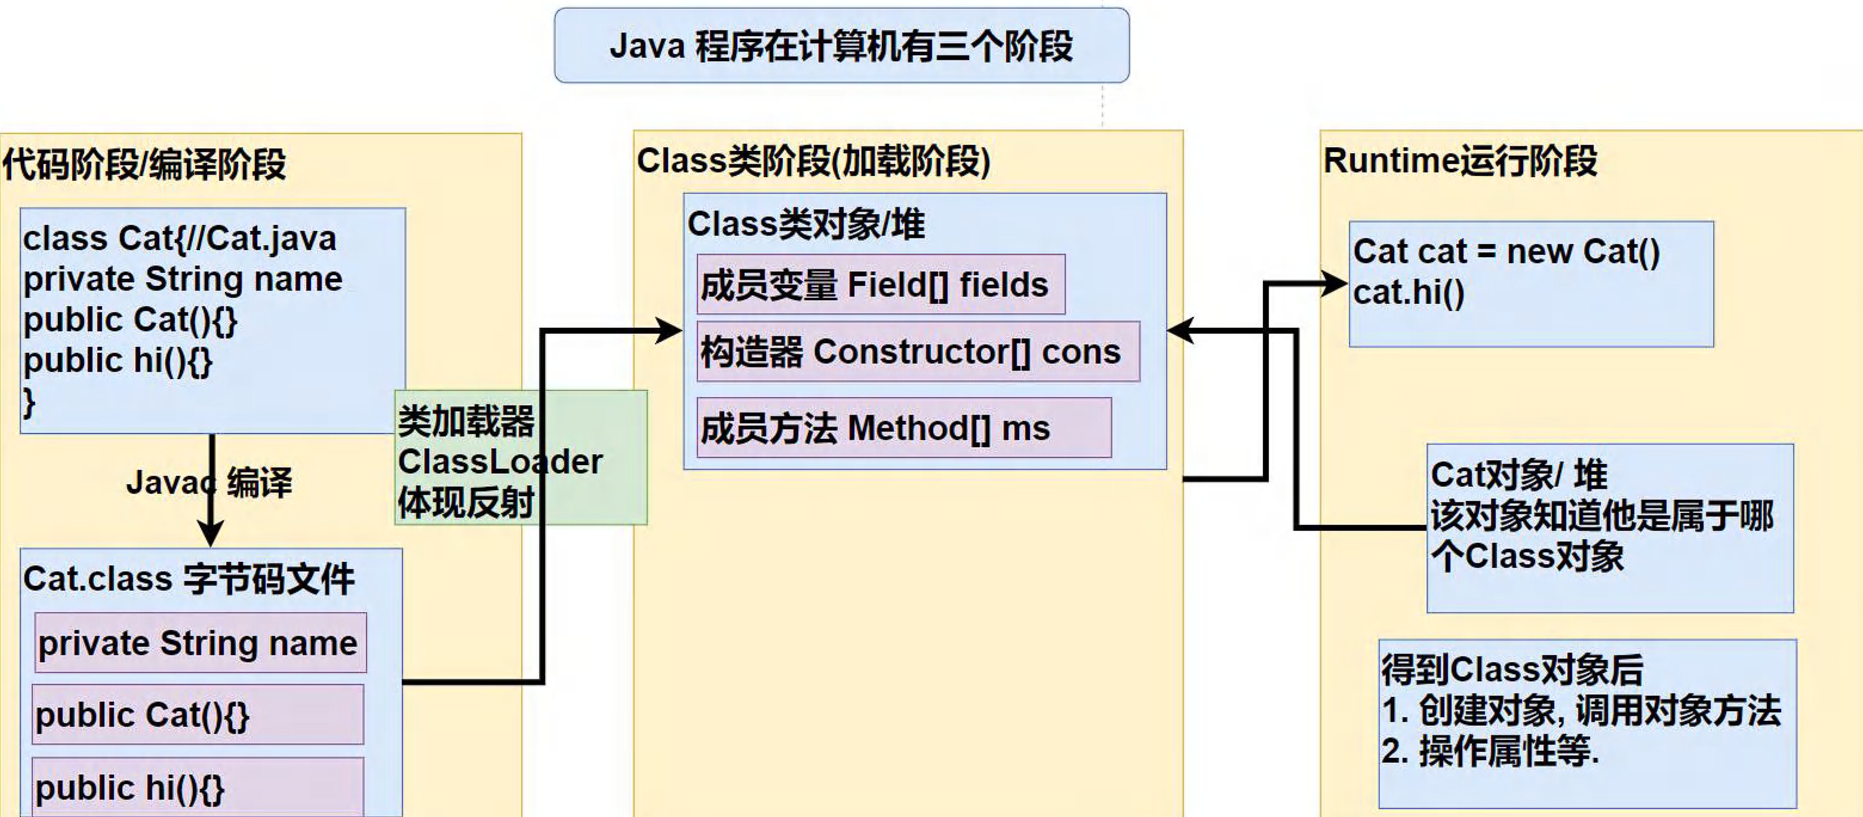 Java 程序在计算机有三个阶段
代码阶段/编译阶段
class Cat{//Cat.java
private String name
public Cat(){}
public hi(){}
}
Javac 编译
Cat.class 字节码文件
private String name
public Cat(){}
public hi(){}
类加载器
ClassLoader
体现反射
Class类阶段(加载阶段)
Class类对象/堆
成员变量 Field[] fields
构造器 Constructor[] cons
成员方法 Method[] ms
Runtime运行阶段
Cat cat = new Cat()
cat.hi()
Cat对象/ 堆
该对象知道他是属于哪
个Class对象
得到Class对象后
1. 创建对象, 调用对象方法
2. 操作属性等.